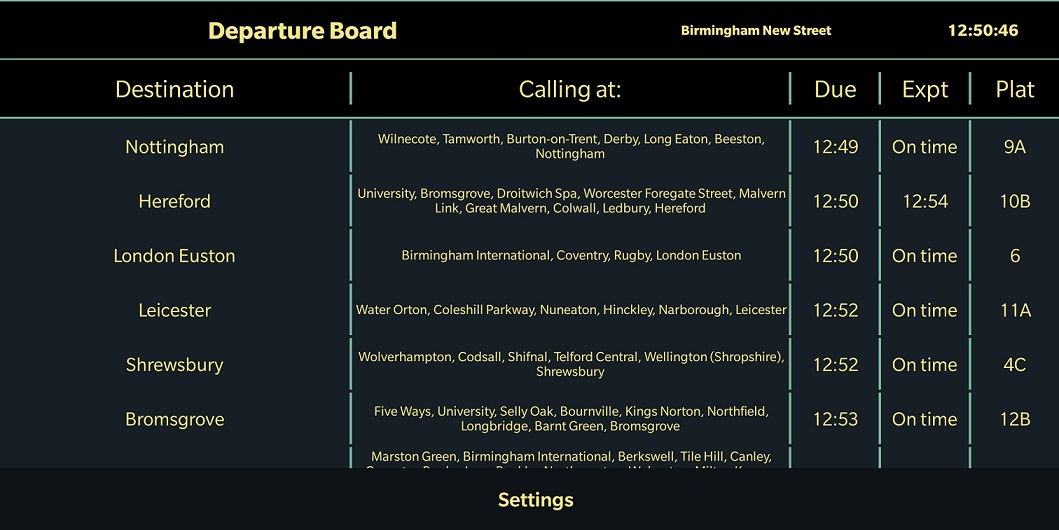 Departure Board
Birmingham New Street
12:50:46
Destination
Calling at:
Due
Expt
Plat
Nottingham
Wilnecote, Tamworth, Burton-on-Trent, Derby, Long Eaton, Beeston,
Nottingham
12:49
On time
9A
Hereford
University, Bromsgrove, Droitwich Spa, Worcester Foregate Street, Malvern
Link, Great Malvern, Colwall, Ledbury, Hereford
12:50
12:54
10B
London Euston
Birmingham International, Coventry, Rugby, London Euston
12:50
On time
6
Leicester
Water Orton, Coleshill Parkway, Nuneaton, Hinckley, Narborough, Leicester
12:52
On time
11A
Shrewsbury
Wolverhampton, Codsall, Shifnal, Telford Central, Wellington (Shropshire),
Shrewsbury
12:52
On time
4C
Bromsgrove
Five Ways, University, Selly Oak, Bournville, Kings Norton, Northfield,
Longbridge, Barnt Green, Bromsgrove
12:53
On time
12B
Marston Green, Birmingham International, Berkswell, Tile Hill, Canley,
Settings